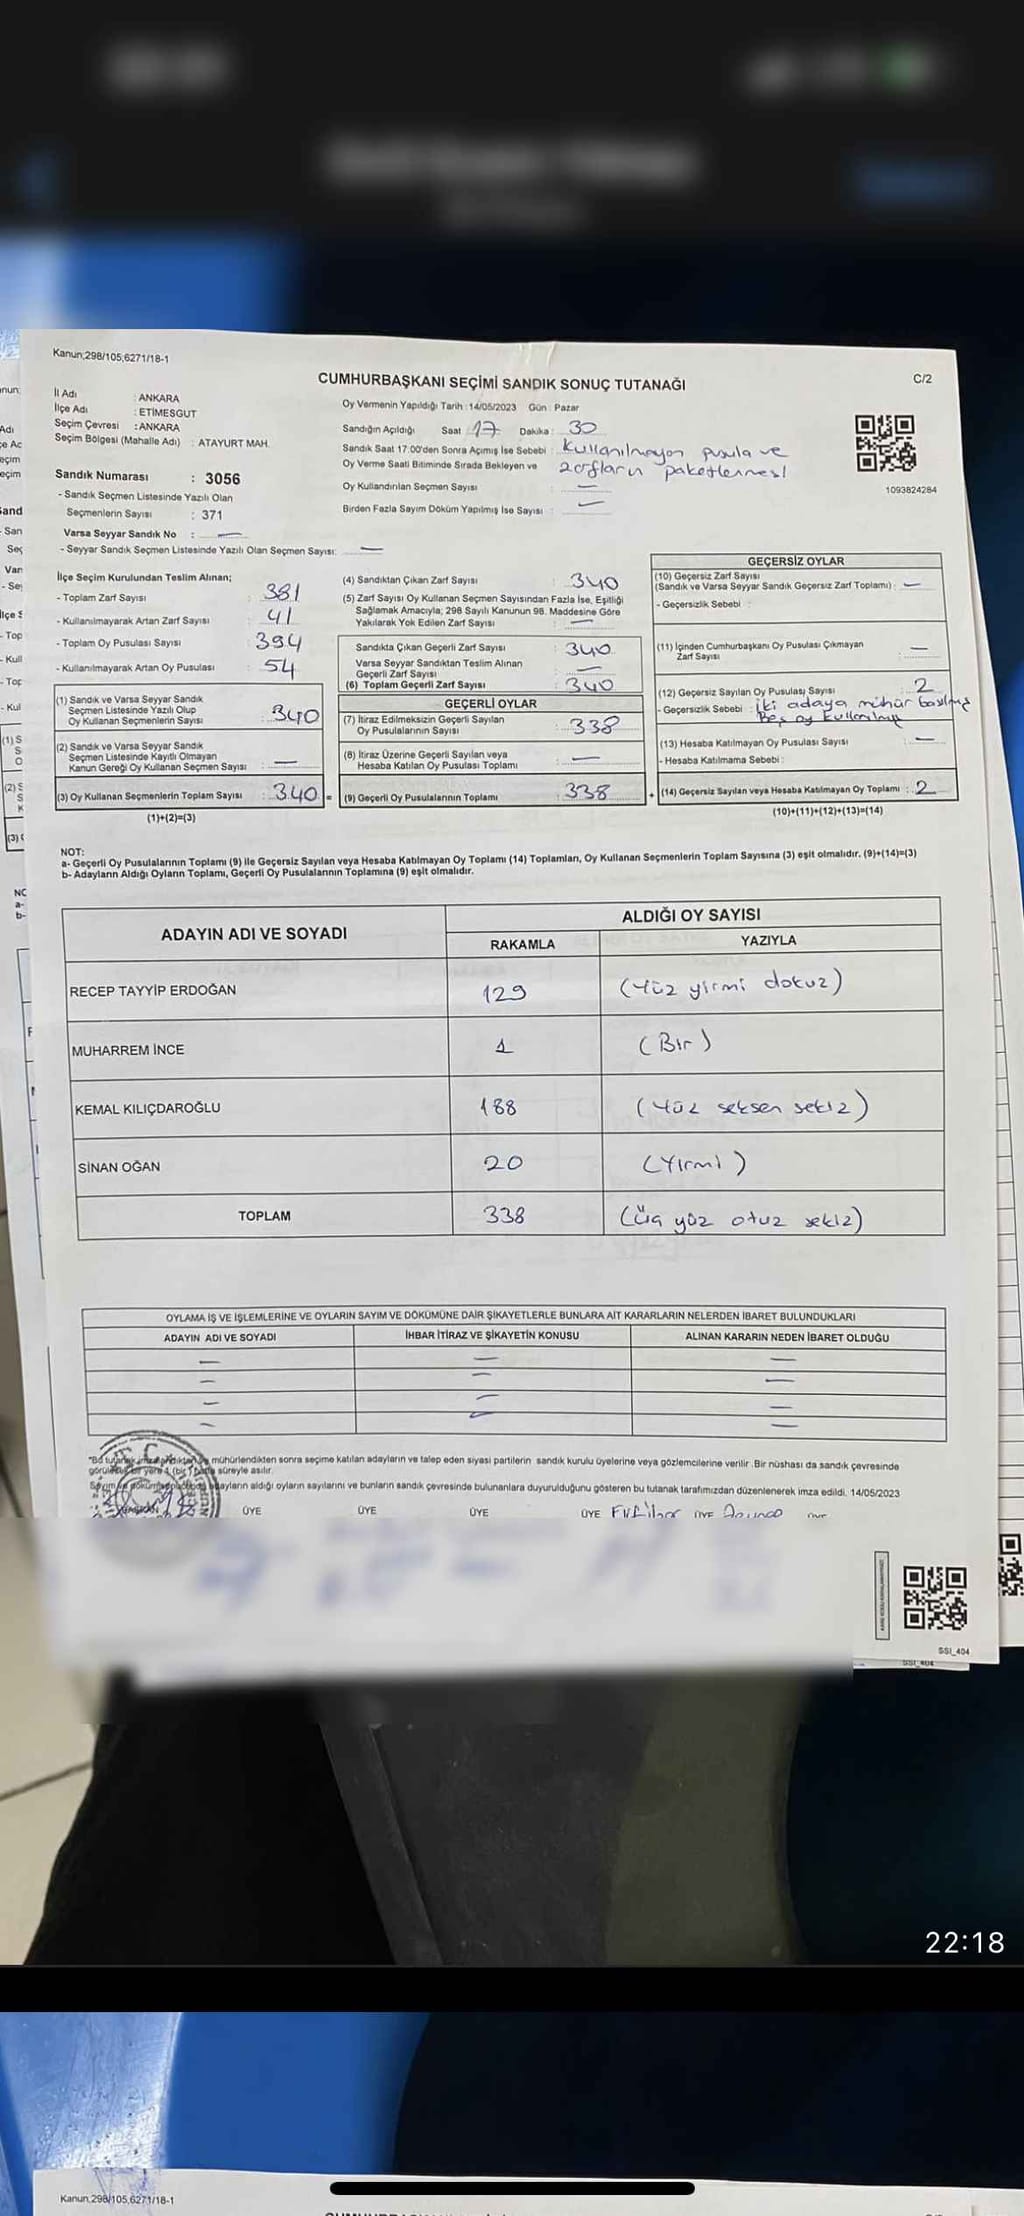 Kanun;298/105,6271/18-1
C/2
CUMHURBAŞKANI SEÇİMİ SANDIK SONUÇ TUTANAĞI
İl Adı : ANKARA
İlçe Adı : ETİMESGUT
Seçim Çevresi : ANKARA
Seçim Bölgesi (Mahalle Adı) : ATAYURT MAH.
Sandık Numarası : 3056
- Sandık Seçmen Listesinde Yazılı Olan
Seçmenlerin Sayısı : 371
Varsa Seyyar Sandık No : —
- Seyyar Sandık Seçmen Listesinde Yazılı Olan Seçmen Sayısı: —
Oy Vermenin Yapıldığı Tarih :14/05/2023 Gün : Pazar
Sandığın Açıldığı Saat 17 Dakika : 30
Sandık Saat 17:00'den Sonra Açımış İse Sebebi : Kullanılmayan pusula ve
Oy Verme Saati Bitiminde Sırada Bekleyen ve zarfların paketlenmesi
Oy Kullandırılan Seçmen Sayısı : —
Birden Fazla Sayım Döküm Yapılmış İse Sayısı : —
1093824284
İlçe Seçim Kurulundan Teslim Alınan;
- Toplam Zarf Sayısı : 381
- Kullanılmayarak Artan Zarf Sayısı : 41
- Toplam Oy Pusulası Sayısı : 394
- Kullanılmayarak Artan Oy Pusulası : 54
(1) Sandık ve Varsa Seyyar Sandık
Seçmen Listesinde Yazılı Olup
Oy Kullanan Seçmenlerin Sayısı : 340
(2) Sandık ve Varsa Seyyar Sandık
Seçmen Listesinde Kayıtlı Olmayan
Kanun Gereği Oy Kullanan Seçmen Sayısı : —
(3) Oy Kullanan Seçmenlerin Toplam Sayısı : 340 =
(1)+(2)=(3)
(4) Sandıktan Çıkan Zarf Sayısı : 340
(5) Zarf Sayısı Oy Kullanan Seçmen Sayısından Fazla İse, Eşitliği
Sağlamak Amacıyla; 298 Sayılı Kanunun 98. Maddesine Göre
Yakılarak Yok Edilen Zarf Sayısı : —
Sandıkta Çıkan Geçerli Zarf Sayısı : 340
Varsa Seyyar Sandıktan Teslim Alınan
Geçerli Zarf Sayısı : —
(6) Toplam Geçerli Zarf Sayısı : 340
GEÇERLİ OYLAR
(7) İtiraz Edilmeksizin Geçerli Sayılan
Oy Pusulalarının Sayısı : 338
(8) İtiraz Üzerine Geçerli Sayılan veya
Hesaba Katılan Oy Pusulası Toplamı : —
(9) Geçerli Oy Pusulalarının Toplamı : 338 +
GEÇERSİZ OYLAR
(10) Geçersiz Zarf Sayısı
(Sandık ve Varsa Seyyar Sandık Geçersiz Zarf Toplamı) : —
- Geçersizlik Sebebi :
(11) İçinden Cumhurbaşkanı Oy Pusulası Çıkmayan
Zarf Sayısı : —
(12) Geçersiz Sayılan Oy Pusulası Sayısı : 2
- Geçersizlik Sebebi : İki adaya mühür basılmış
Beş oy kullanılmış
(13) Hesaba Katılmayan Oy Pusulası Sayısı : —
- Hesaba Katılmama Sebebi :
(14) Geçersiz Sayılan veya Hesaba Katılmayan Oy Toplamı : 2
(10)+(11)+(12)+(13)=(14)
NOT:
a- Geçerli Oy Pusulalarının Toplamı (9) ile Geçersiz Sayılan veya Hesaba Katılmayan Oy Toplamı (14) Toplamları, Oy Kullanan Seçmenlerin Toplam Sayısına (3) eşit olmalıdır. (9)+(14)=(3)
b- Adayların Aldığı Oyların Toplamı, Geçerli Oy Pusulalarının Toplamına (9) eşit olmalıdır.
ADAYIN ADI VE SOYADI ALDIĞI OY SAYISI
RAKAMLA YAZIYLA
RECEP TAYYİP ERDOĞAN 129 (Yüz yirmi dokuz)
MUHARREM İNCE 1 (Bir)
KEMAL KILIÇDAROĞLU 188 (Yüz seksen sekiz)
SİNAN OĞAN 20 (Yirmi)
TOPLAM 338 (Üç yüz otuz sekiz)
OYLAMA İŞ VE İŞLEMLERİNE VE OYLARIN SAYIM VE DÖKÜMÜNE DAİR ŞİKAYETLERLE BUNLARA AİT KARARLARIN NELERDEN İBARET BULUNDUKLARI
ADAYIN ADI VE SOYADI İHBAR İTİRAZ VE ŞİKAYETİN KONUSU ALINAN KARARIN NEDEN İBARET OLDUĞU
mühürlendikten sonra seçime katılan adayların ve talep eden siyasi partilerin sandık kurulu üyelerine veya gözlemcilerine verilir .Bir nüshası da sandık çevresinde
süreyle asılır.
adayların aldığı oyların sayılarını ve bunların sandık çevresinde bulunanlara duyurulduğunu gösteren bu tutanak tarafımızdan düzenlenerek imza edildi. 14/05/2023
BAŞKAN ÜYE ÜYE ÜYE ÜYE
SSI_404
SSI_404
22:18
Kanun;298/105,6271/18-1